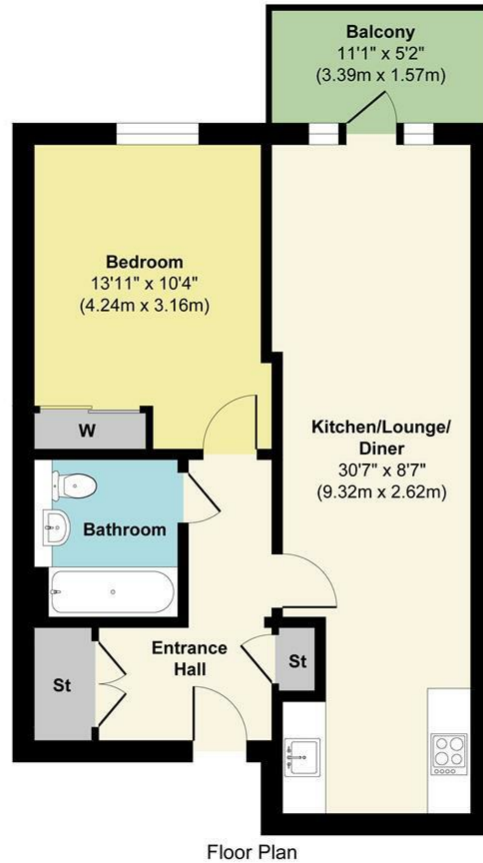 Balcony
11'1" x 5'2"
(3.39m x 1.57m)
Bedroom
13'11" x 10'4"
(4.24m x 3.16m)
W
Kitchen/Lounge/
Diner
30'7" x 8'7"
(9.32m x 2.62m)
Bathroom
Entrance
Hall
St
St
Floor Plan